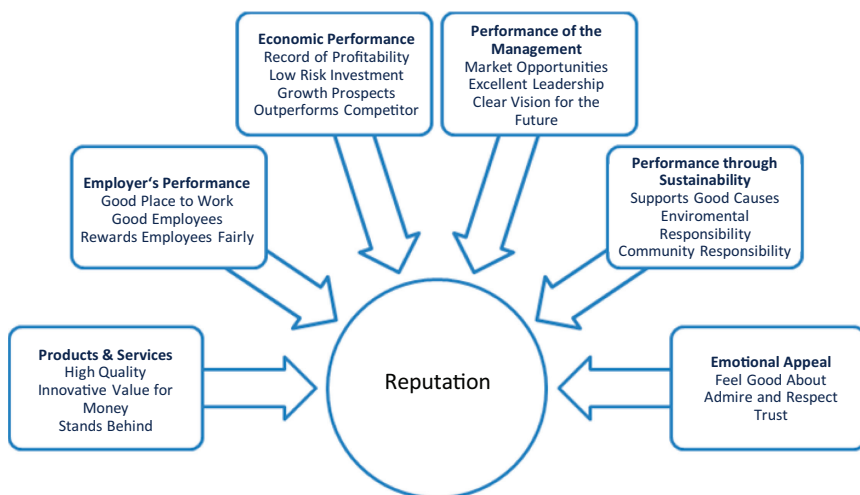 Economic Performance
Record of Profitability
Low Risk Investment
Growth Prospects
Outperforms Competitor
Performance of the
Management
Market Opportunities
Excellent Leadership
Clear Vision for the
Future
Employer‘s Performance
Good Place to Work
Good Employees
Rewards Employees Fairly
Performance through
Sustainability
Supports Good Causes
Enviromental
Responsibility
Community Responsibility
Products & Services
High Quality
Innovative Value for
Money
Stands Behind
Reputation
Emotional Appeal
Feel Good About
Admire and Respect
Trust